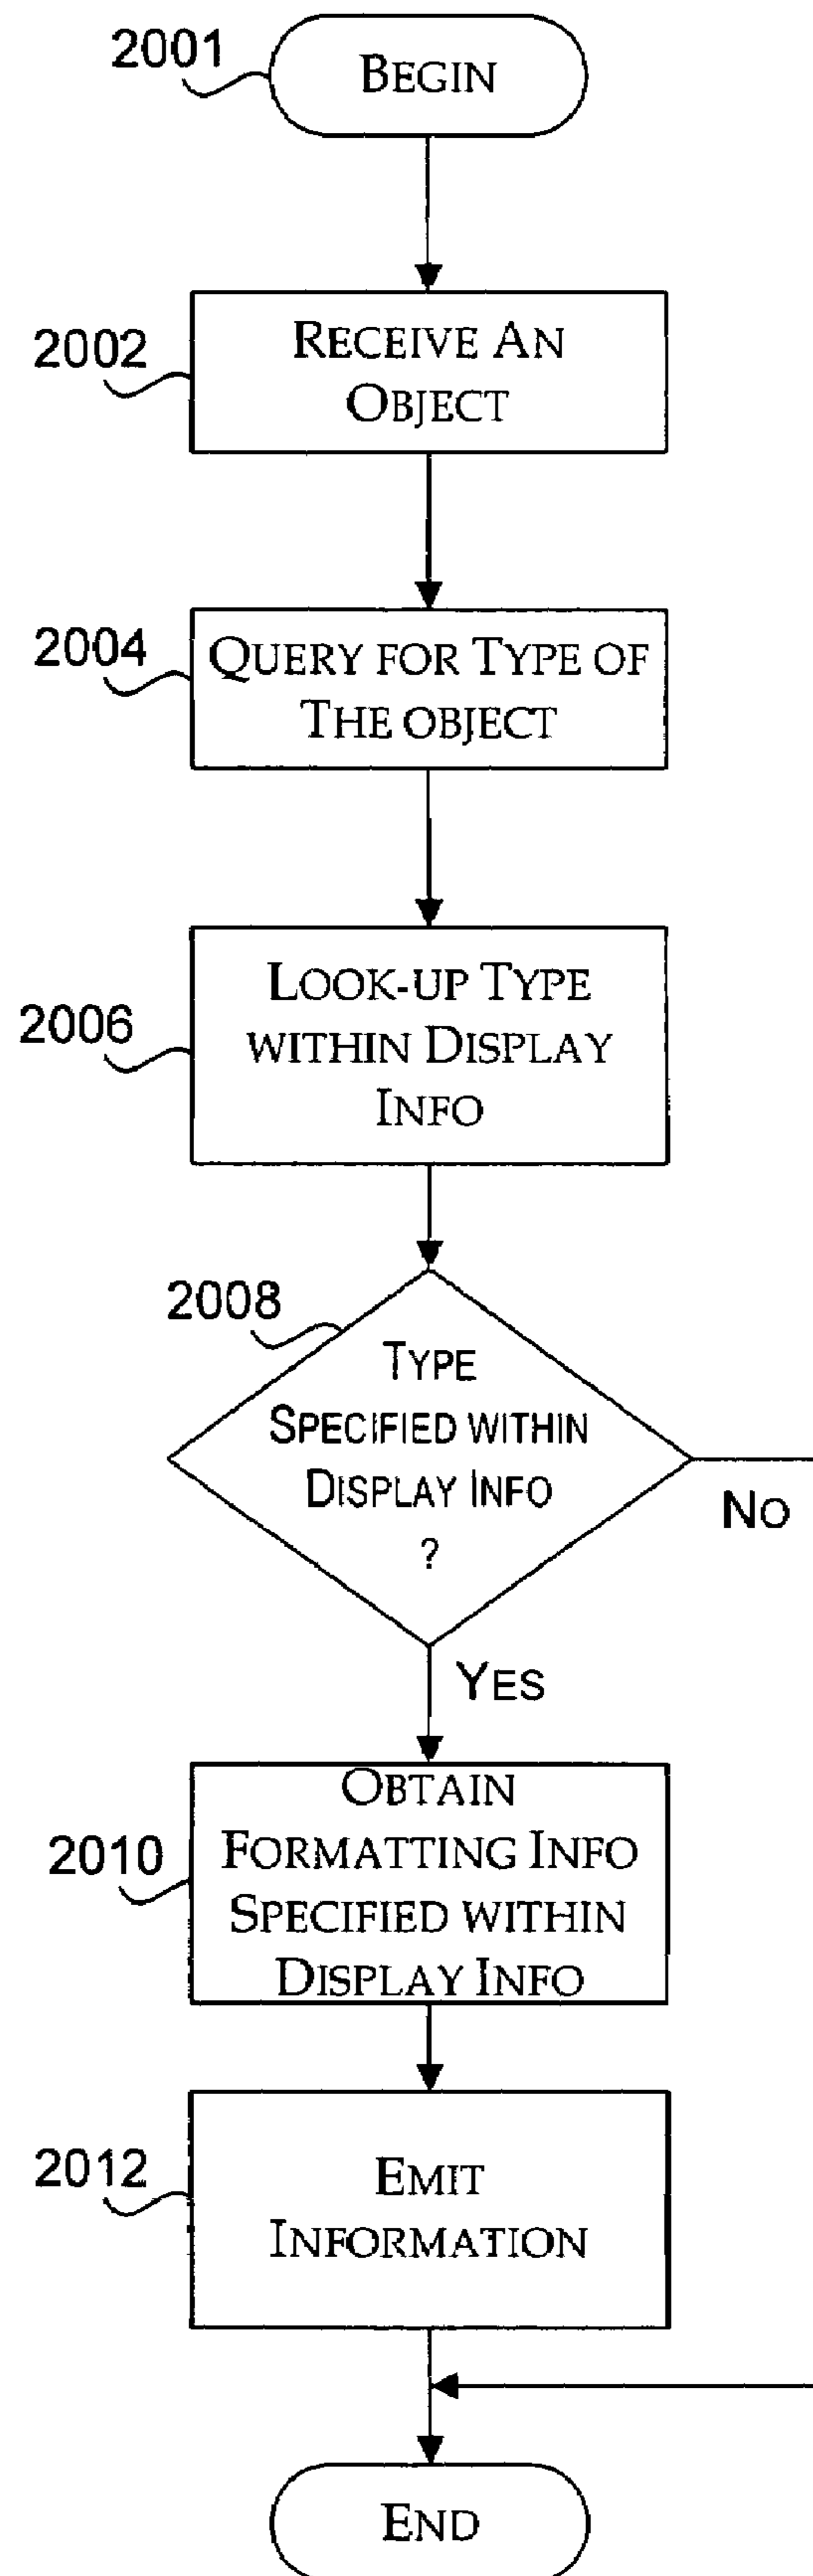 2001
BEGIN
2002
RECEIVE AN
OBJECT
2004
QUERY FOR TYPE OF
THE OBJECT
2006
LOOK-UP TYPE
WITHIN DISPLAY
INFO
2008
TYPE
SPECIFIED WITHIN
DISPLAY INFO
?
NO
YES
2010
OBTAIN
FORMATTING INFO
SPECIFIED WITHIN
DISPLAY INFO
2012
EMIT
INFORMATION
END